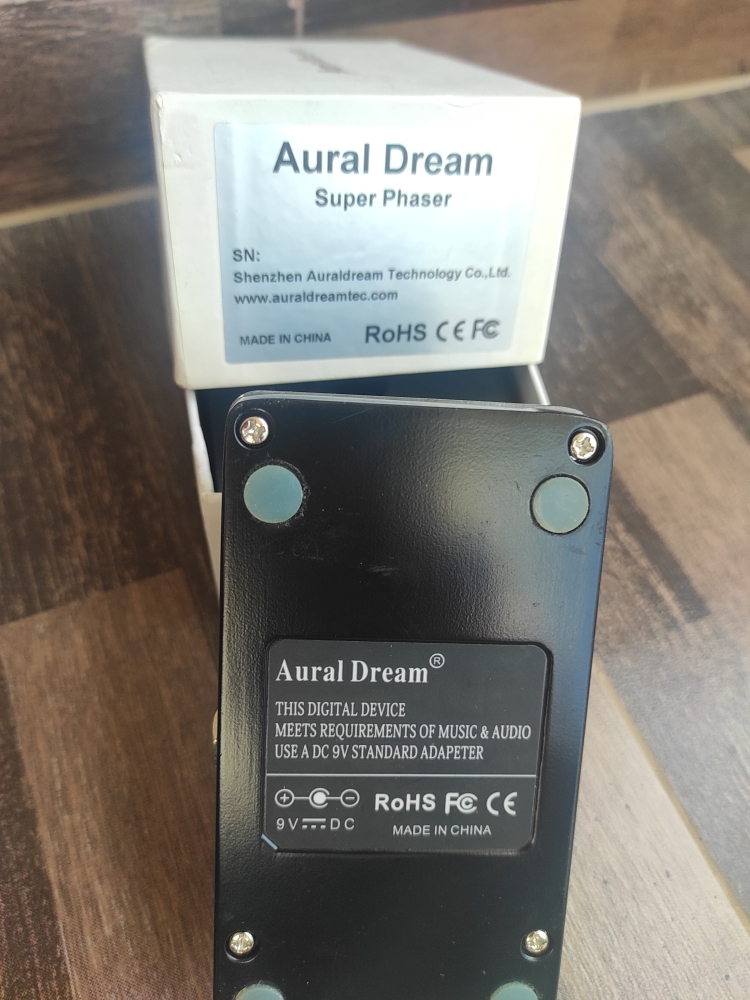 Aural Dream
Super Phaser
SN:
Shenzhen Auraldream Technology Co.,Ltd.
www.auraldreamtec.com
MADE IN CHINA RoHS CE FC
Aural Dream®
THIS DIGITAL DEVICE
MEETS REQUIREMENTS OF MUSIC & AUDIO
USE A DC 9V STANDARD ADAPETER
RoHS FC CE
9V DC
MADE IN CHINA